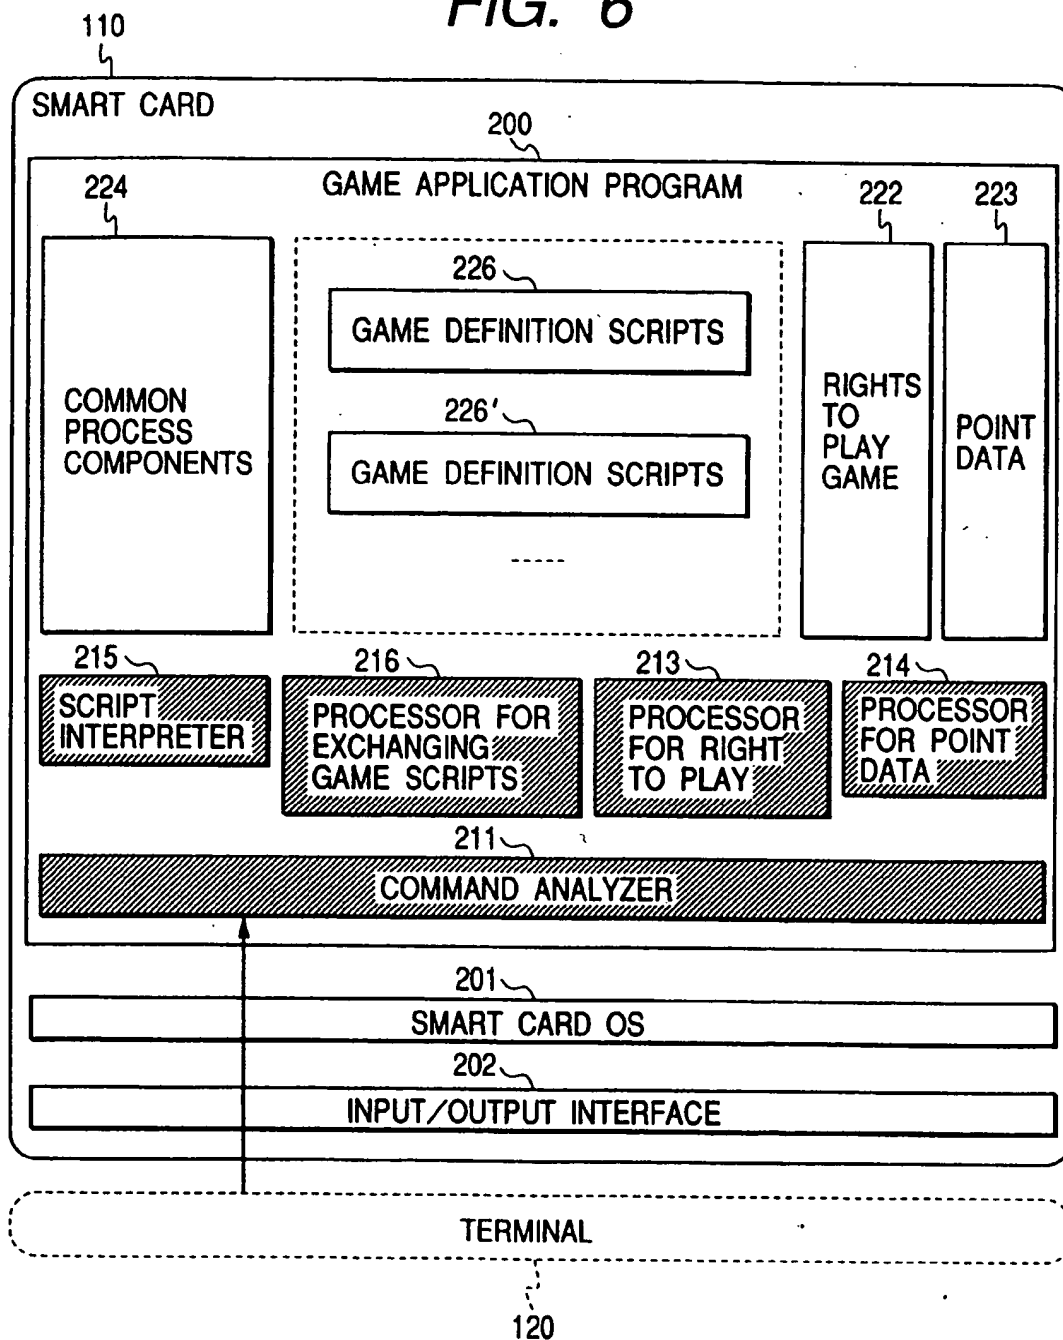 FIG. 6
110
SMART CARD
200
GAME APPLICATION PROGRAM
224
222
223
226
GAME DEFINITION SCRIPTS
226'
GAME DEFINITION SCRIPTS
COMMON
PROCESS
COMPONENTS
RIGHTS
TO
PLAY
GAME
POINT
DATA
215
SCRIPT
INTERPRETER
216
PROCESSOR FOR
EXCHANGING
GAME SCRIPTS
213
PROCESSOR
FOR RIGHT
TO PLAY
214
PROCESSOR
FOR POINT
DATA
211
COMMAND ANALYZER
201
SMART CARD OS
202
INPUT/OUTPUT INTERFACE
TERMINAL
120